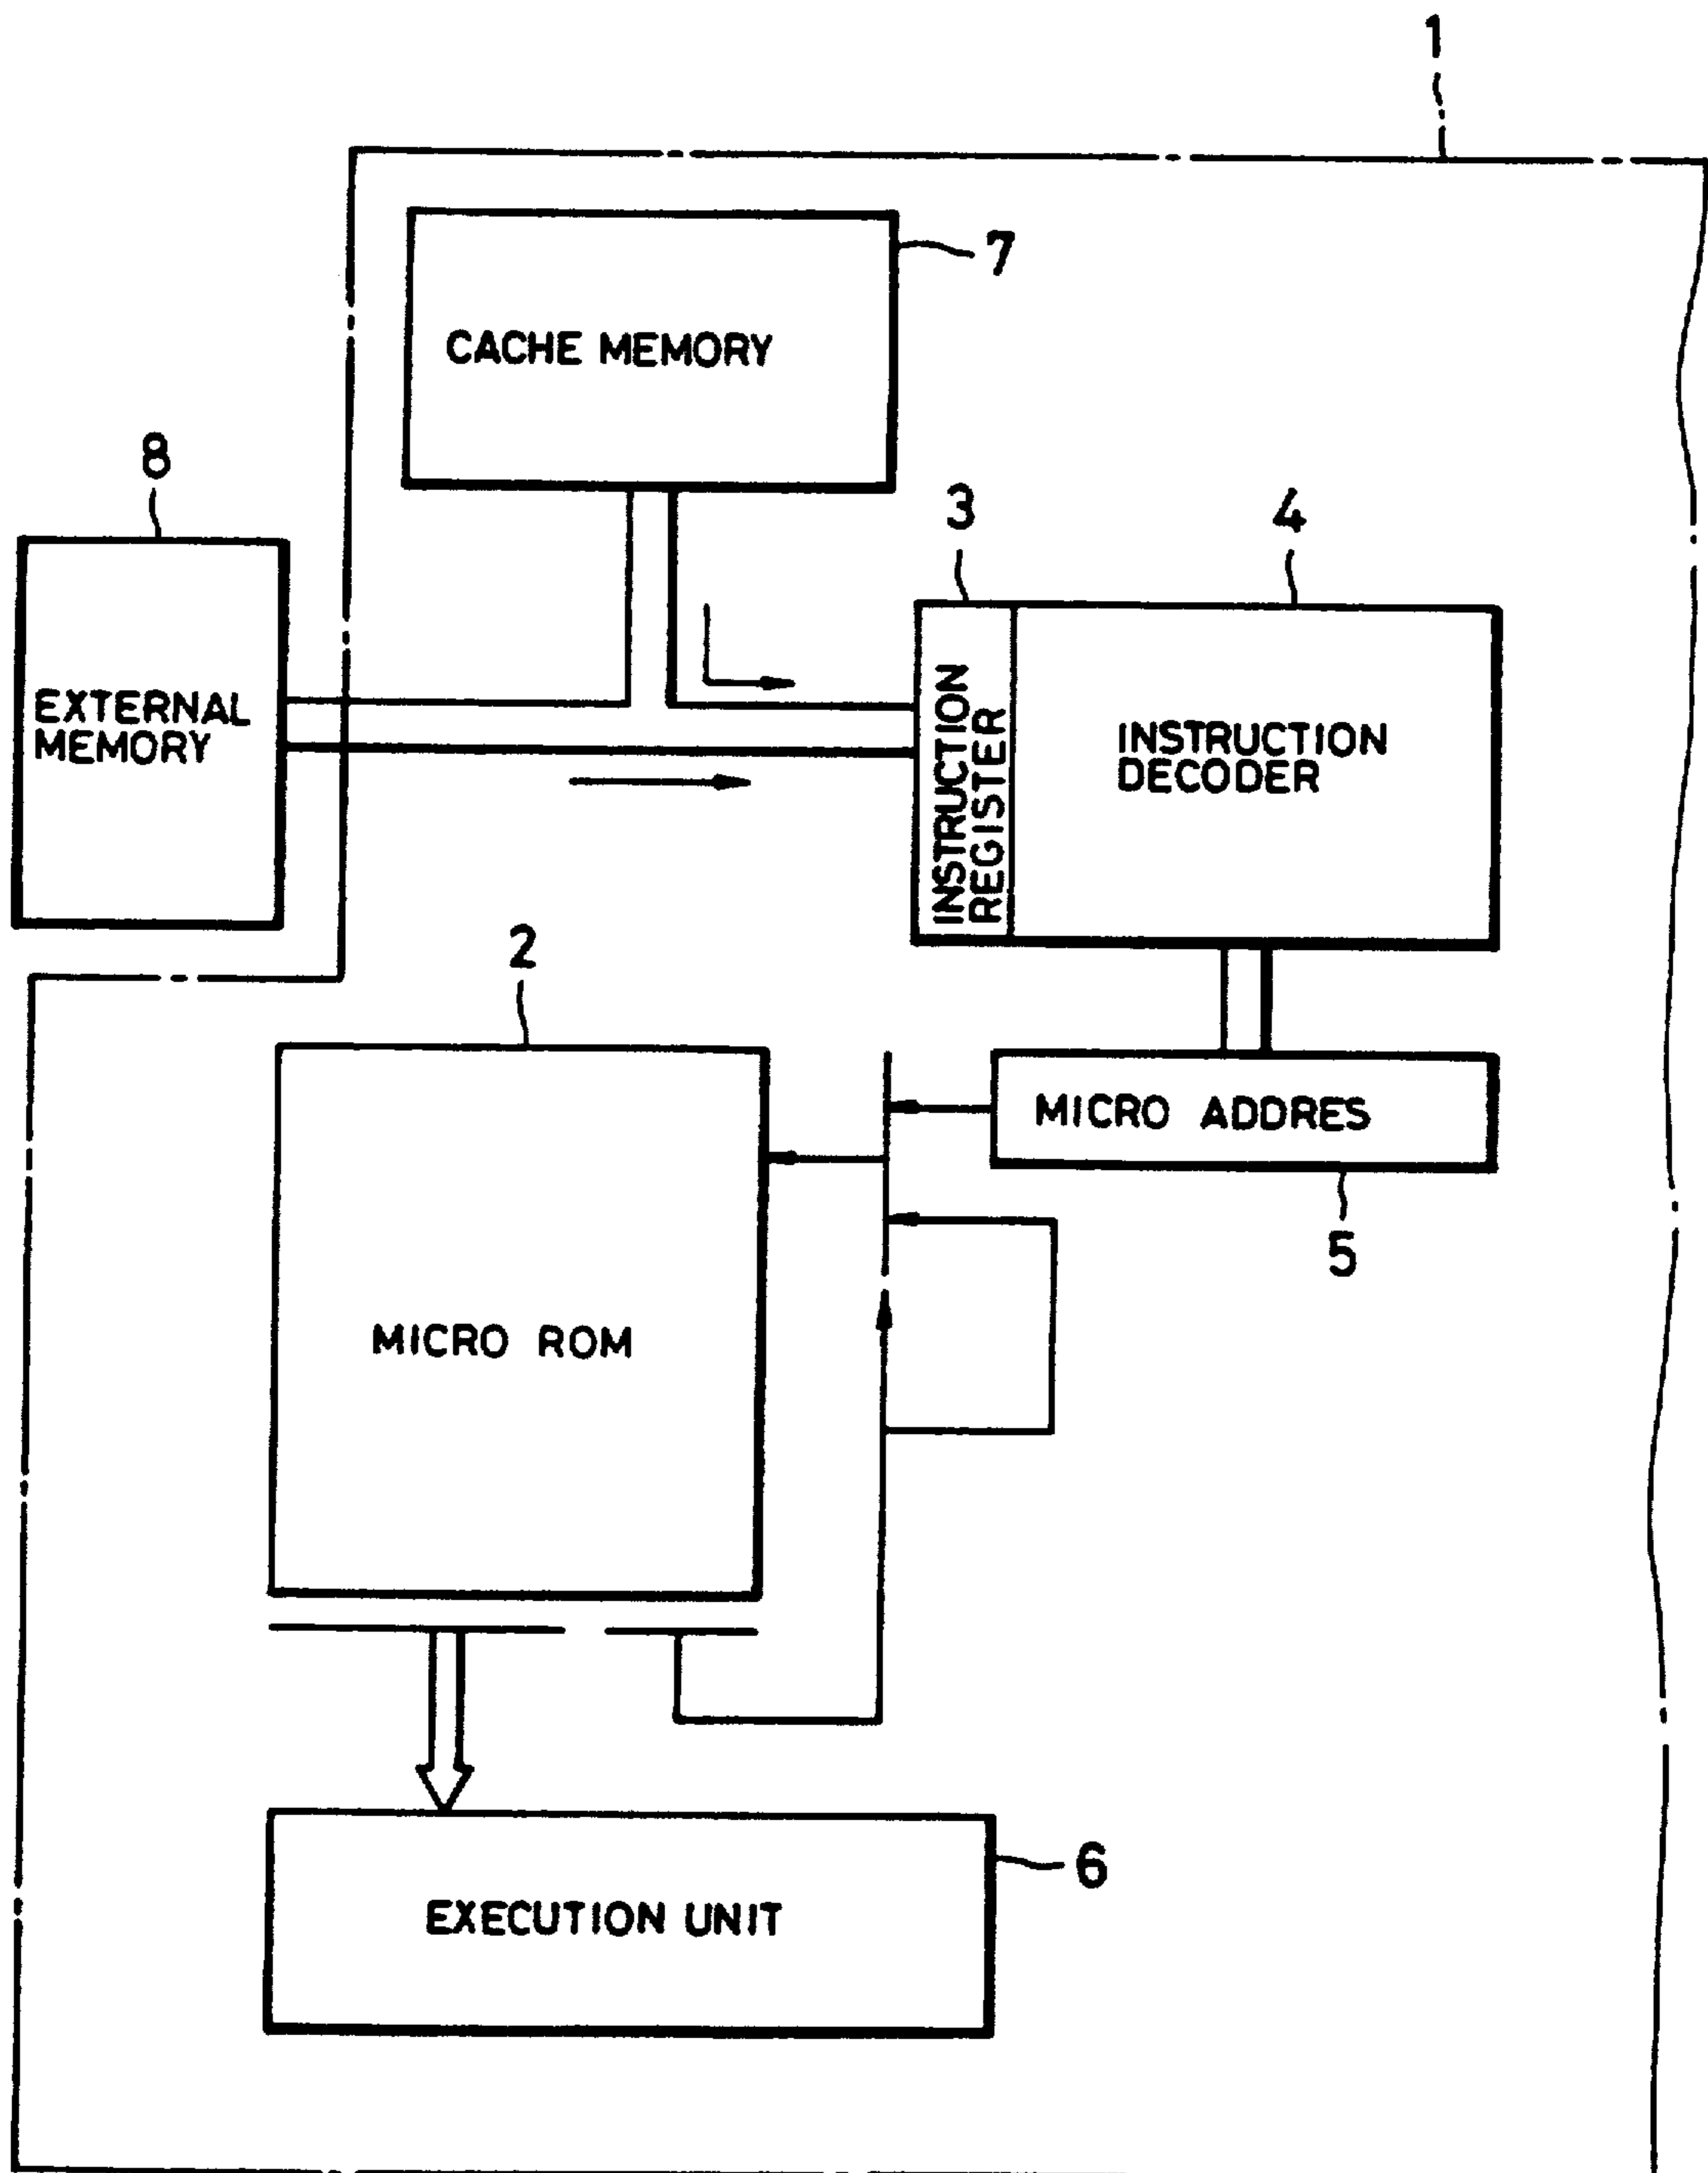 1
CACHE MEMORY
7
8
EXTERNAL
MEMORY
3
4
INSTRUCTION
REGISTER
INSTRUCTION
DECODER
2
MICRO ADDRES
5
MICRO ROM
EXECUTION UNIT
6